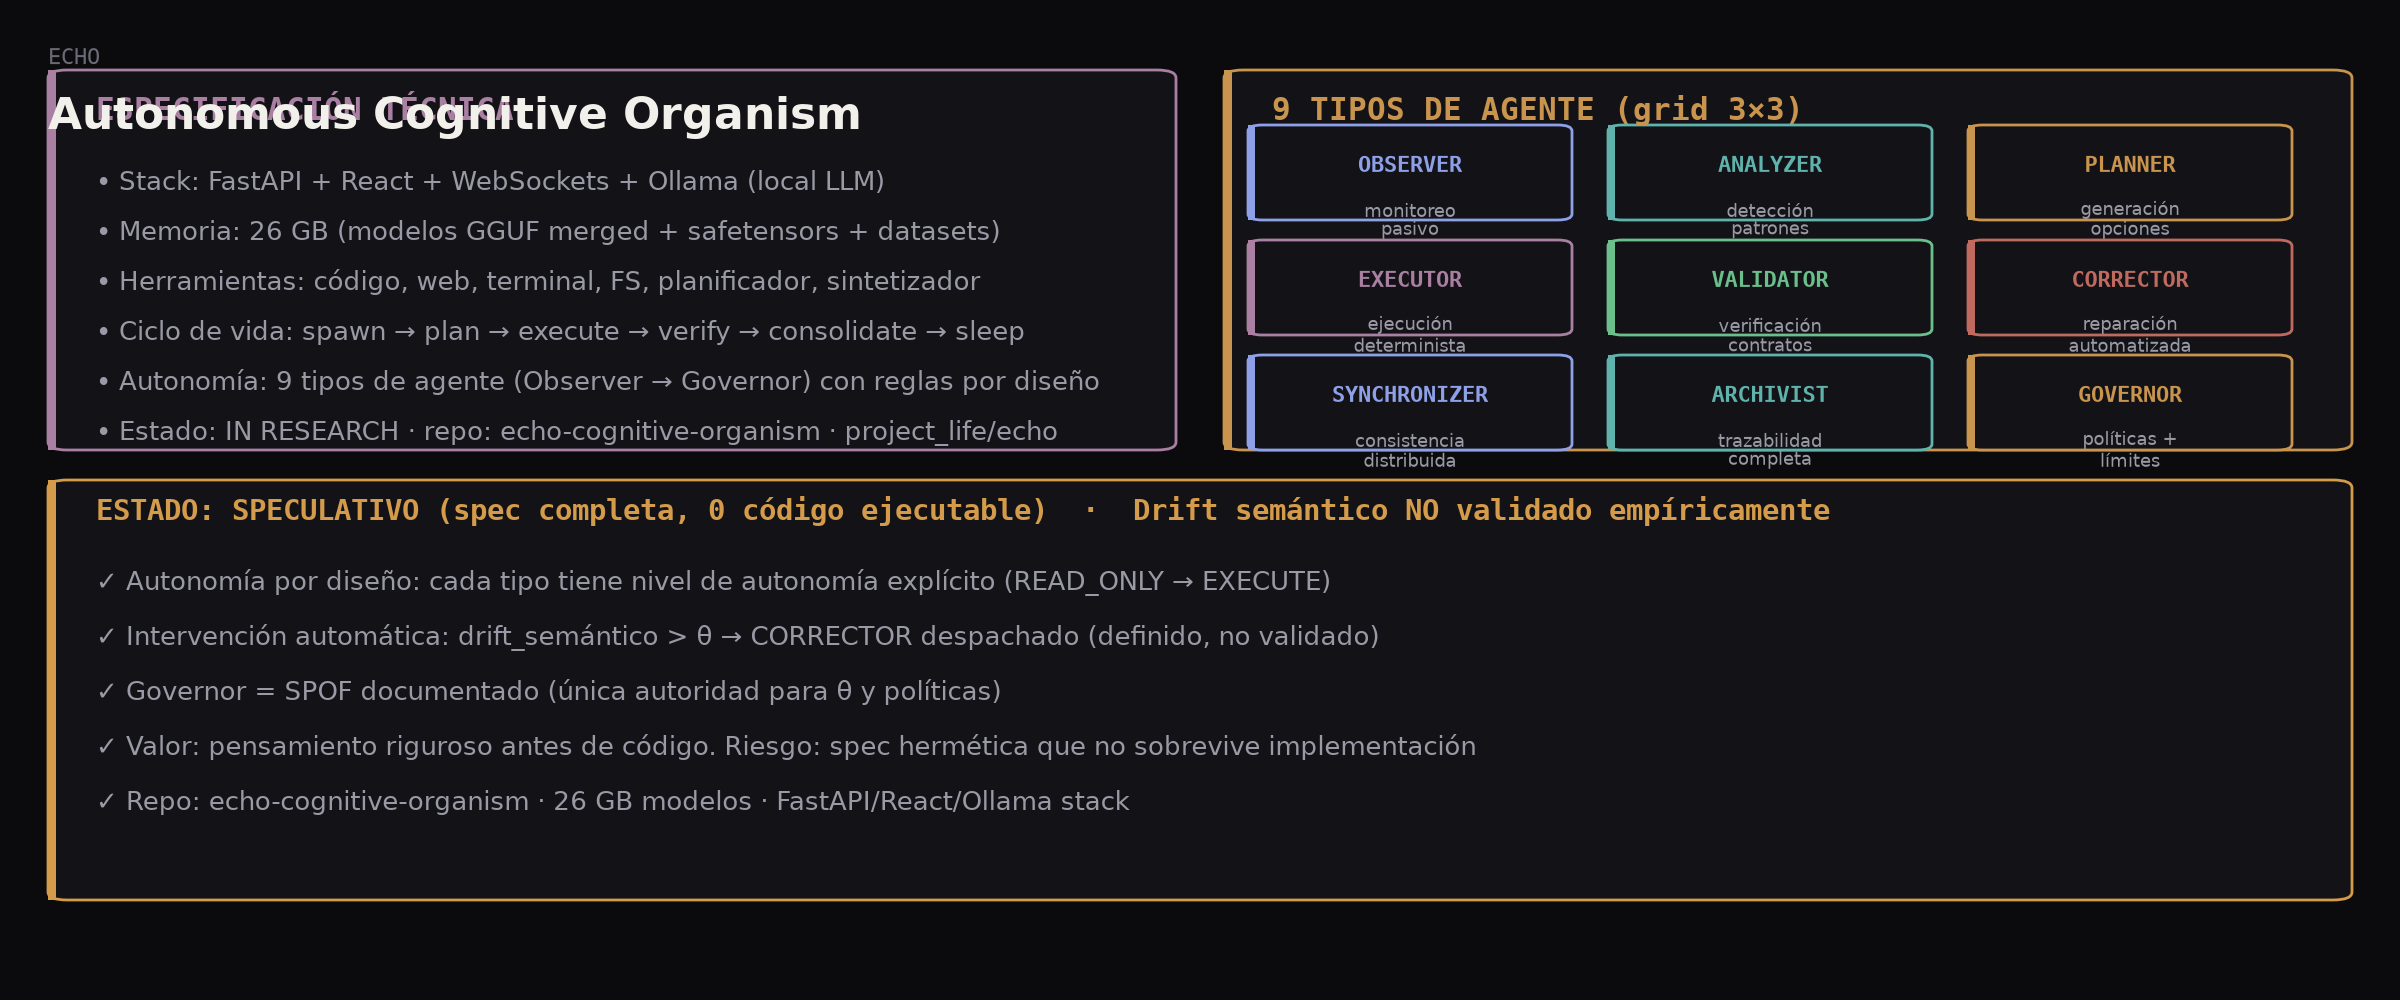 ECHO
ESPECIFICACIÓN TÉCNICA
Autonomous Cognitive Organism
• Stack: FastAPI + React + WebSockets + Ollama (local LLM)
• Memoria: 26 GB (modelos GGUF merged + safetensors + datasets)
• Herramientas: código, web, terminal, FS, planificador, sintetizador
• Ciclo de vida: spawn → plan → execute → verify → consolidate → sleep
• Autonomía: 9 tipos de agente (Observer → Governor) con reglas por diseño
• Estado: IN RESEARCH · repo: echo-cognitive-organism · project_life/echo
9 TIPOS DE AGENTE (grid 3×3)
OBSERVER
monitoreo
pasivo
ANALYZER
detección
patrones
PLANNER
generación
opciones
EXECUTOR
ejecución
determinista
VALIDATOR
verificación
contratos
CORRECTOR
reparación
automatizada
SYNCHRONIZER
consistencia
distribuida
ARCHIVIST
trazabilidad
completa
GOVERNOR
políticas +
límites
ESTADO: SPECULATIVO (spec completa, 0 código ejecutable) · Drift semántico NO validado empíricamente
✓ Autonomía por diseño: cada tipo tiene nivel de autonomía explícito (READ_ONLY → EXECUTE)
✓ Intervención automática: drift_semántico > θ → CORRECTOR despachado (definido, no validado)
✓ Governor = SPOF documentado (única autoridad para θ y políticas)
✓ Valor: pensamiento riguroso antes de código. Riesgo: spec hermética que no sobrevive implementación
✓ Repo: echo-cognitive-organism · 26 GB modelos · FastAPI/React/Ollama stack